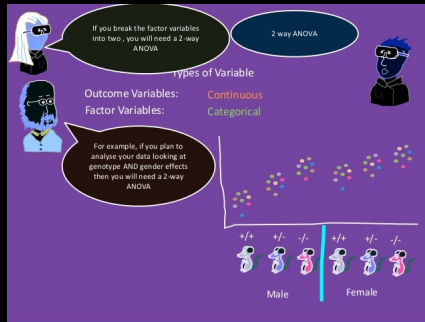 If you break the factor variables
into two , you will need a 2-way
ANOVA
2 way ANOVA
Types of Variable
Outcome Variables: Continuous
Factor Variables: Categorical
For example, if you plan to
analyse your data looking at
genotype AND gender effects
then you will need a 2-way
ANOVA
+/+ +/- -/- +/+ +/- -/-
Male Female